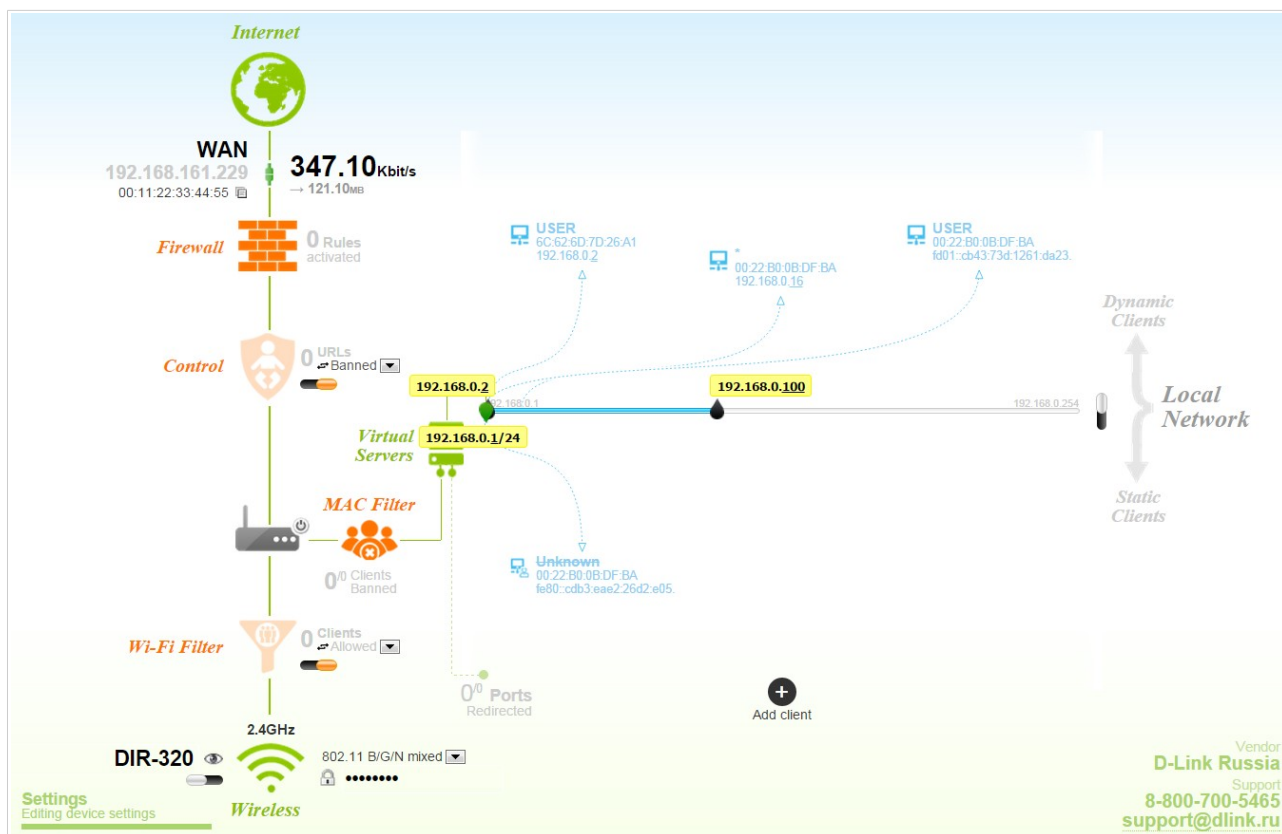 Internet
WAN
192.168.161.229
00:11:22:33:44:55
347.10Kbit/s
→ 121.10MB
Firewall
0 Rules
activated
USER
6C:62:6D:7D:26:A1
192.168.0.2
*
00:22:B0:0B:DF:BA
192.168.0.16
USER
00:22:B0:0B:DF:BA
fd01::cb43:73d:1261:da23.
Dynamic
Clients
Control
0 URLs
Banned
192.168.0.2
192.168.0.100
192.168.0.1
192.168.0.254
Local
Network
Virtual
Servers
192.168.0.1/24
MAC Filter
0/0 Clients
Banned
Static
Clients
Unknown
00:22:B0:0B:DF:BA
fe80::cdb3:eae2:26d2:e05.
Wi-Fi Filter
0 Clients
Allowed
0/0 Ports
Redirected
Add client
2.4GHz
DIR-320
802.11 B/G/N mixed
••••••••
Wireless
Settings
Editing device settings
Vendor
D-Link Russia
Support
8-800-700-5465
support@dlink.ru